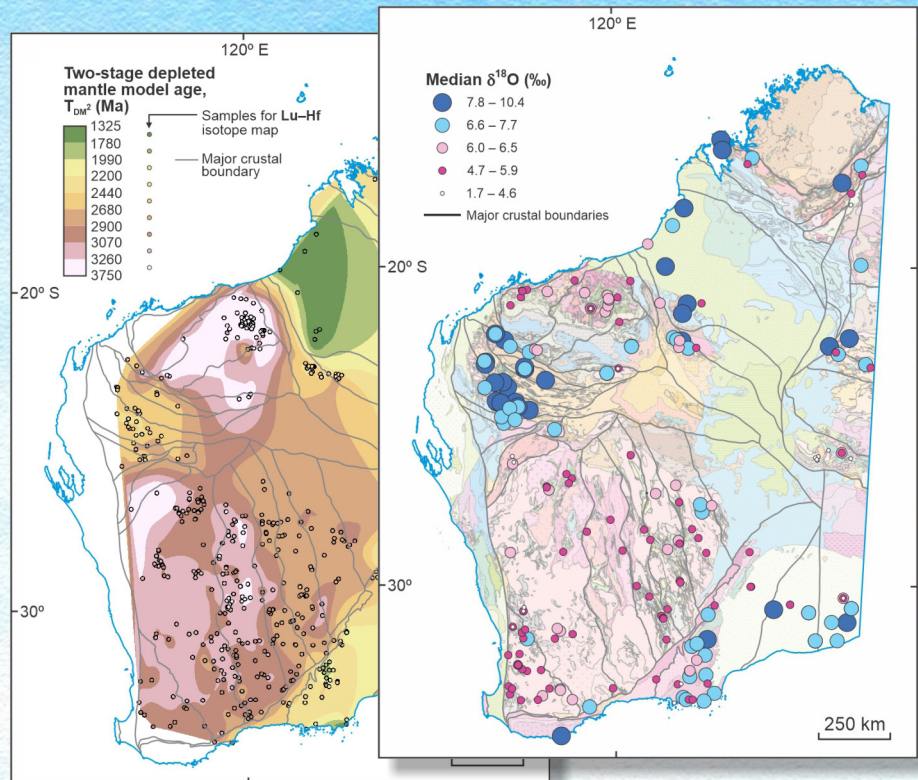 120º E
Two-stage depleted
mantle model age,
T_DM² (Ma)
Samples for Lu–Hf
isotope map
Major crustal
boundary
1325
1780
1990
2200
2440
2680
2900
3070
3260
3750
20º S
30º
120º E
Median δ¹⁸O (‰)
7.8 – 10.4
6.6 – 7.7
6.0 – 6.5
4.7 – 5.9
1.7 – 4.6
Major crustal boundaries
20º S
30º
250 km